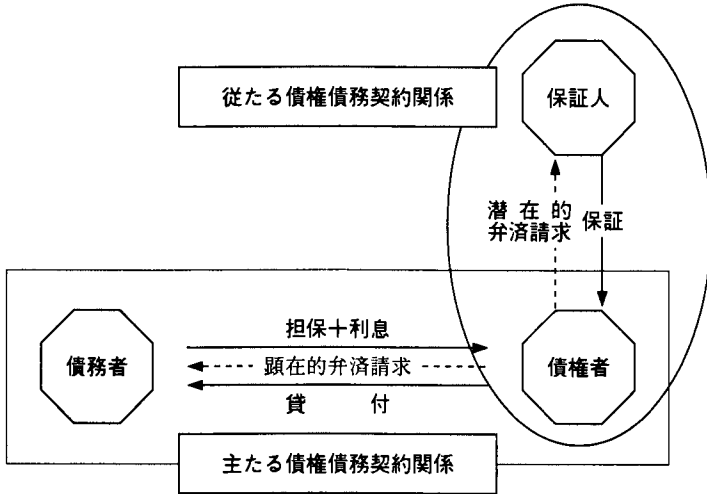 従たる債権債務契約関係
保証人
潜在的
弁済請求
保証
担保＋利息
債務者
顕在的弁済請求
債権者
貸付
主たる債権債務契約関係